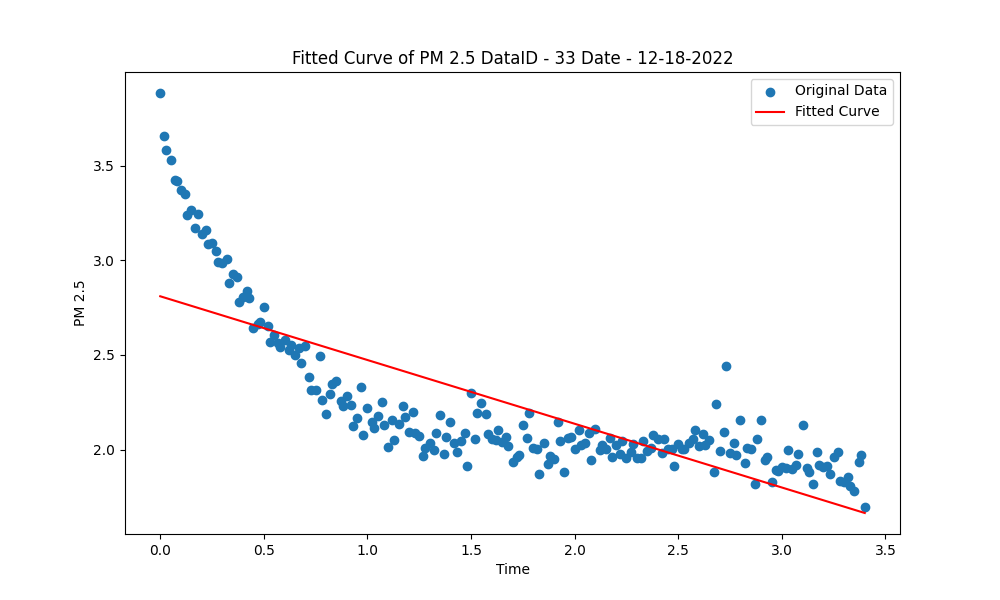 Fitted Curve of PM 2.5 DataID - 33 Date - 12-18-2022
Original Data
Fitted Curve
3.5
3.0
2.5
2.0
PM 2.5
0.0 0.5 1.0 1.5 2.0 2.5 3.0 3.5
Time